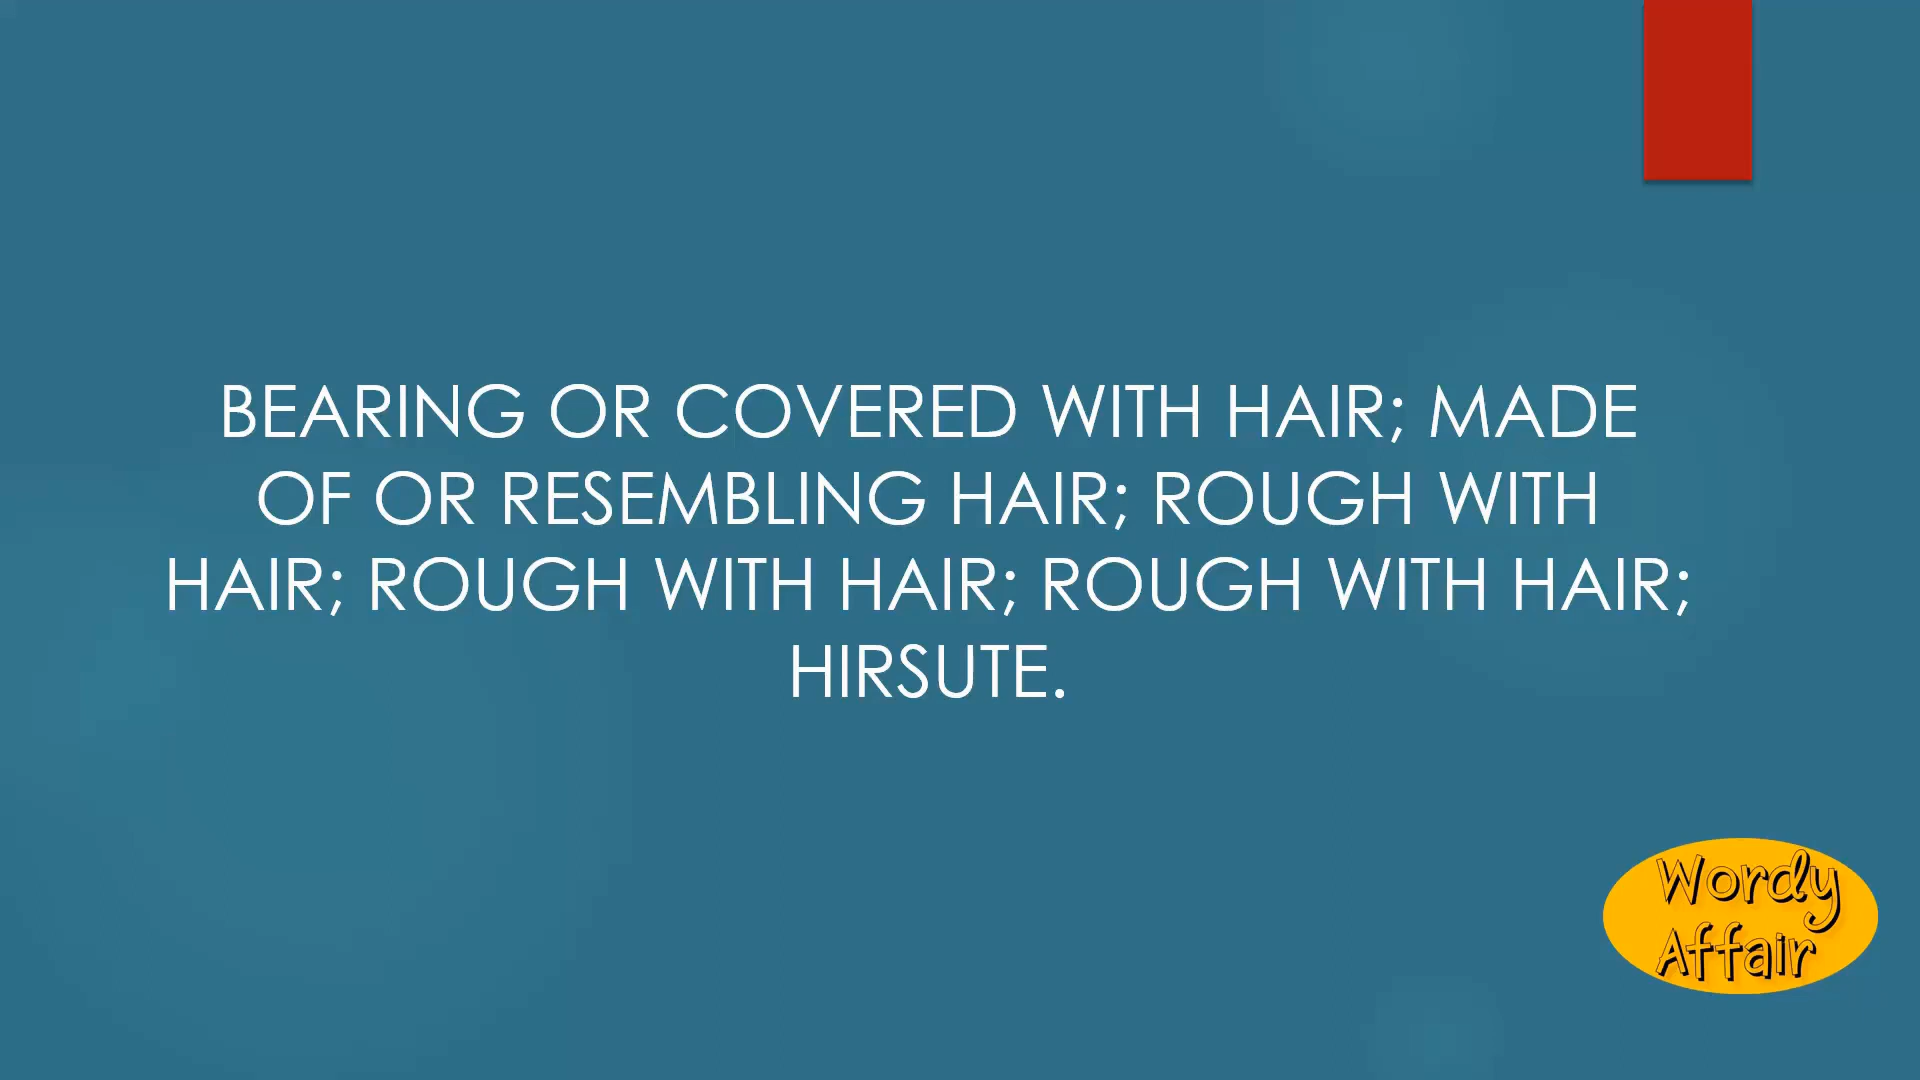 BEARING OR COVERED WITH HAIR; MADE
OF OR RESEMBLING HAIR; ROUGH WITH
HAIR; ROUGH WITH HAIR; ROUGH WITH HAIR;
HIRSUTE.
Wordy
Affair